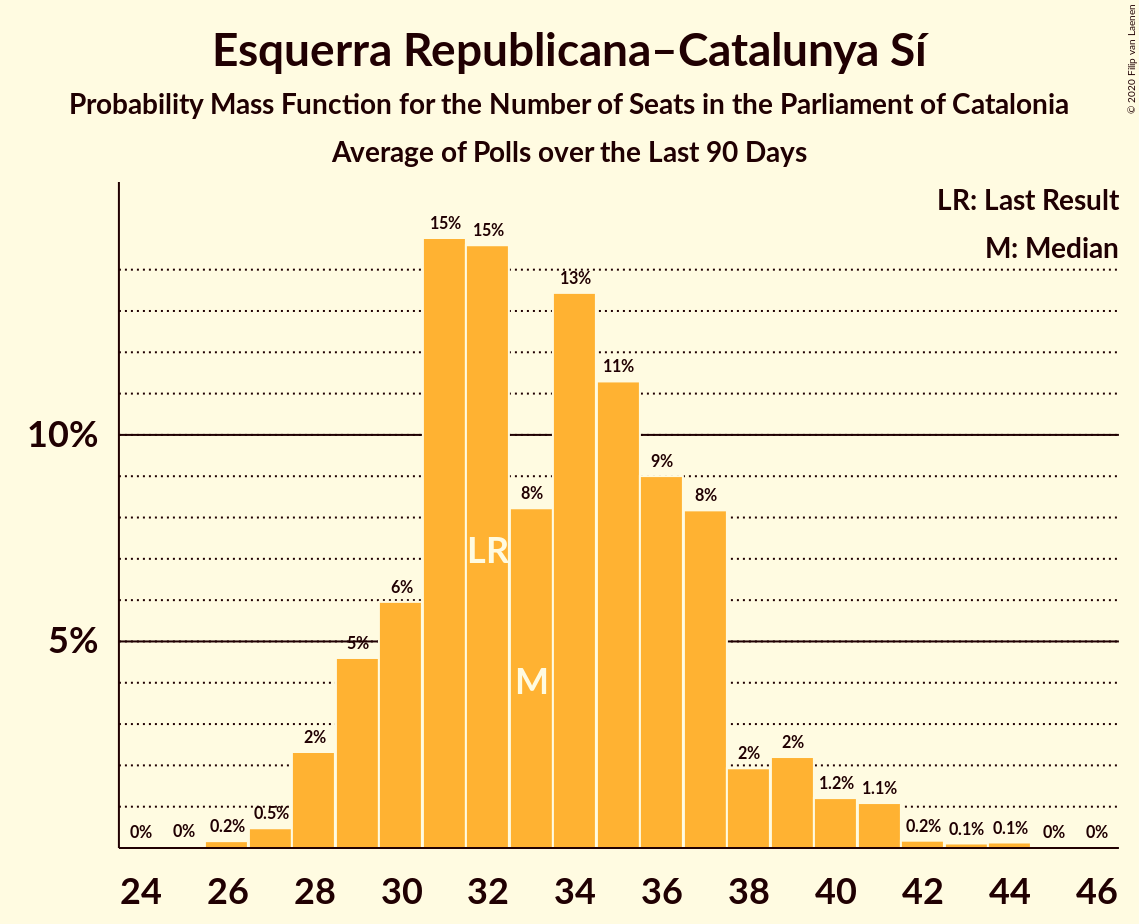 Esquerra Republicana–Catalunya Sí
Probability Mass Function for the Number of Seats in the Parliament of Catalonia
Average of Polls over the Last 90 Days
© 2020 Filip van Laenen
LR: Last Result
M: Median
15%
15%
13%
11%
10%
9%
8%
8%
LR
6%
5%
5%
M
2%
2%
2%
1.2%
1.1%
0%
0%
0.2%
0.5%
0.2%
0.1%
0.1%
0%
0%
24 26 28 30 32 34 36 38 40 42 44 46